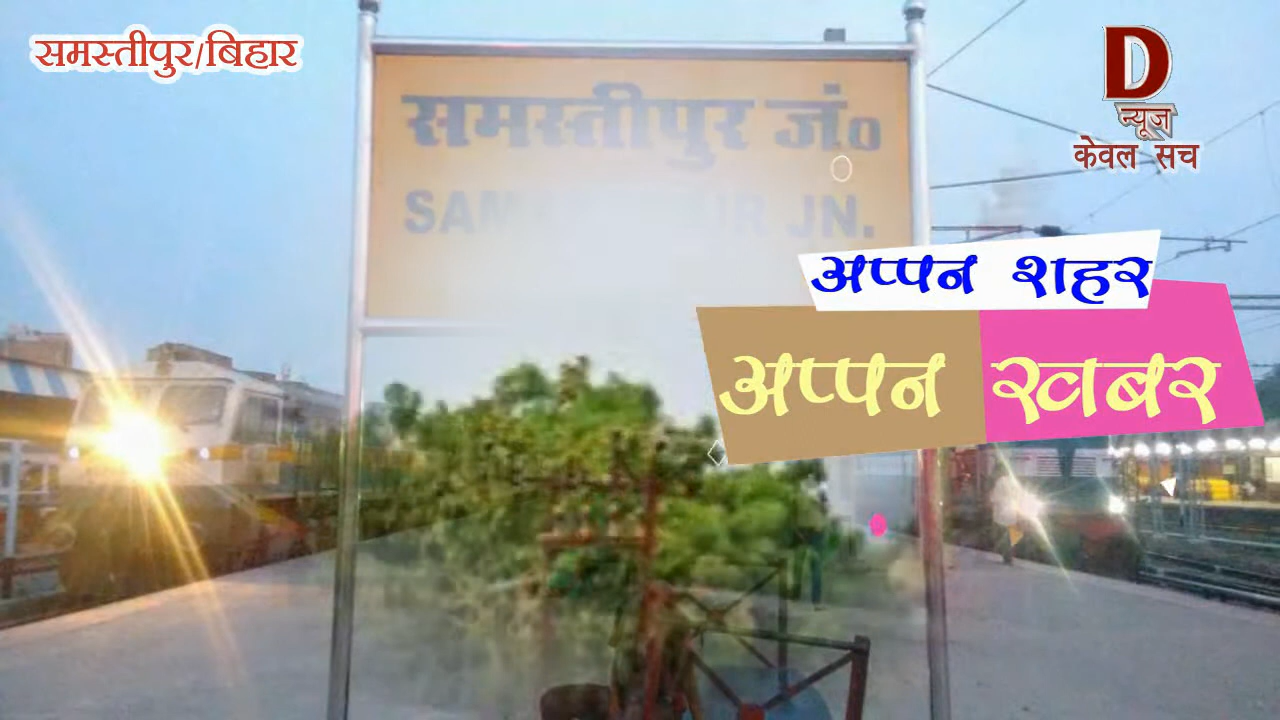 समस्तीपुर/बिहार
D
न्यूज
केवल सच
समस्तीपुर जं०
JN.
अप्पन शहर
अप्पन खबर